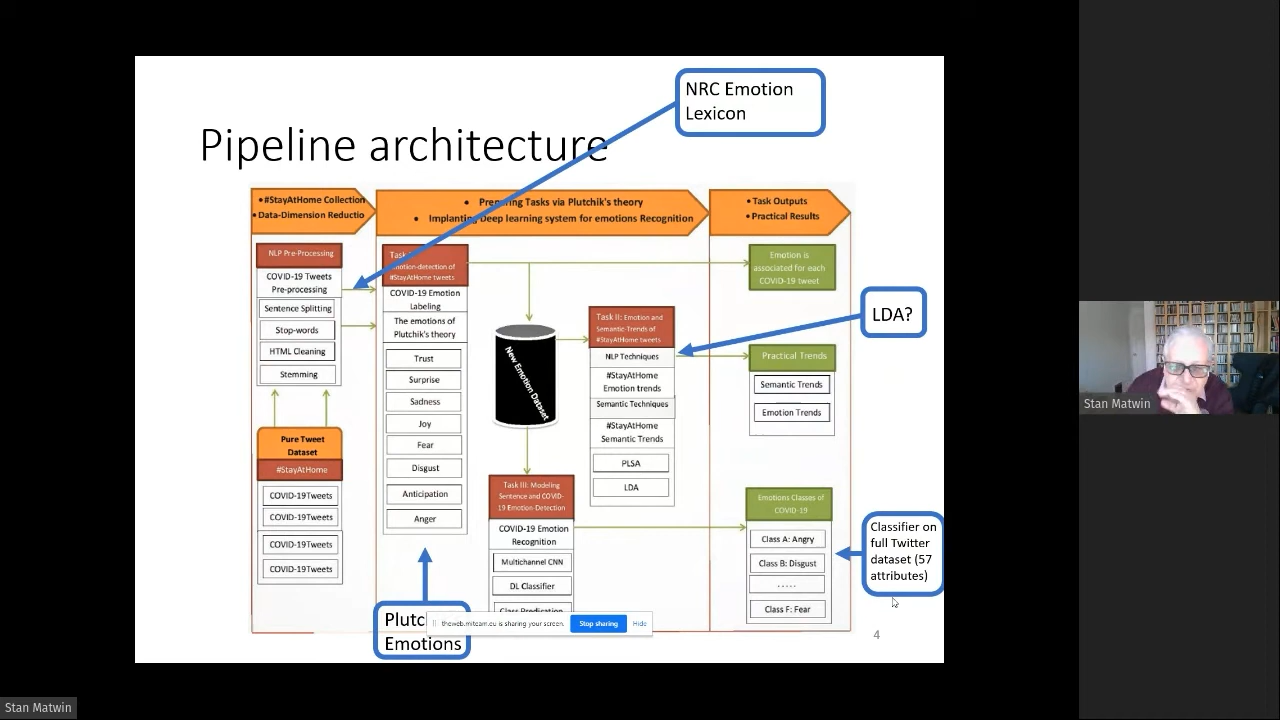 NRC Emotion
Lexicon
Pipeline architecture
•#StayAtHome Collection
•Data-Dimension Reductio
• Preparing Tasks via Plutchik's theory
• Implanting Deep learning system for emotions Recognition
•Task Outputs
•Practical Results
NLP Pre-Processing
COVID-19 Tweets
Pre-processing
Sentence Splitting
Stop-words
HTML Cleaning
Stemming
Pure Tweet
Dataset
#StayAtHome
COVID-19Tweets
COVID-19Tweets
COVID-19Tweets
COVID-19Tweets
Task
Emotion-detection of
#StayAtHome tweets
COVID-19 Emotion
Labeling
The emotions of
Plutchik's theory
Trust
Surprise
Sadness
Joy
Fear
Disgust
Anticipation
Anger
Plutc
Emotions
New Emotion Dataset
Task II: Emotion and
Semantic-Trends of
#StayAtHome tweets
NLP Techniques
#StayAtHome
Emotion trends
Semantic Techniques
#StayAtHome
Semantic Trends
PLSA
LDA
Task III: Modeling
Sentence and COVID-
19 Emotion-Detection
COVID-19 Emotion
Recognition
Multichannel CNN
DL Classifier
Class Predication
Emotion is
associated for each
COVID-19 tweet
LDA?
Practical Trends
Semantic Trends
Emotion Trends
Emotions Classes of
COVID-19
Class A: Angry
Class B: Disgust
.....
Class F: Fear
Classifier on
full Twitter
dataset (57
attributes)
theweb.miteam.eu is sharing your screen.
Stop sharing
Hide
4
Stan Matwin
Stan Matwin